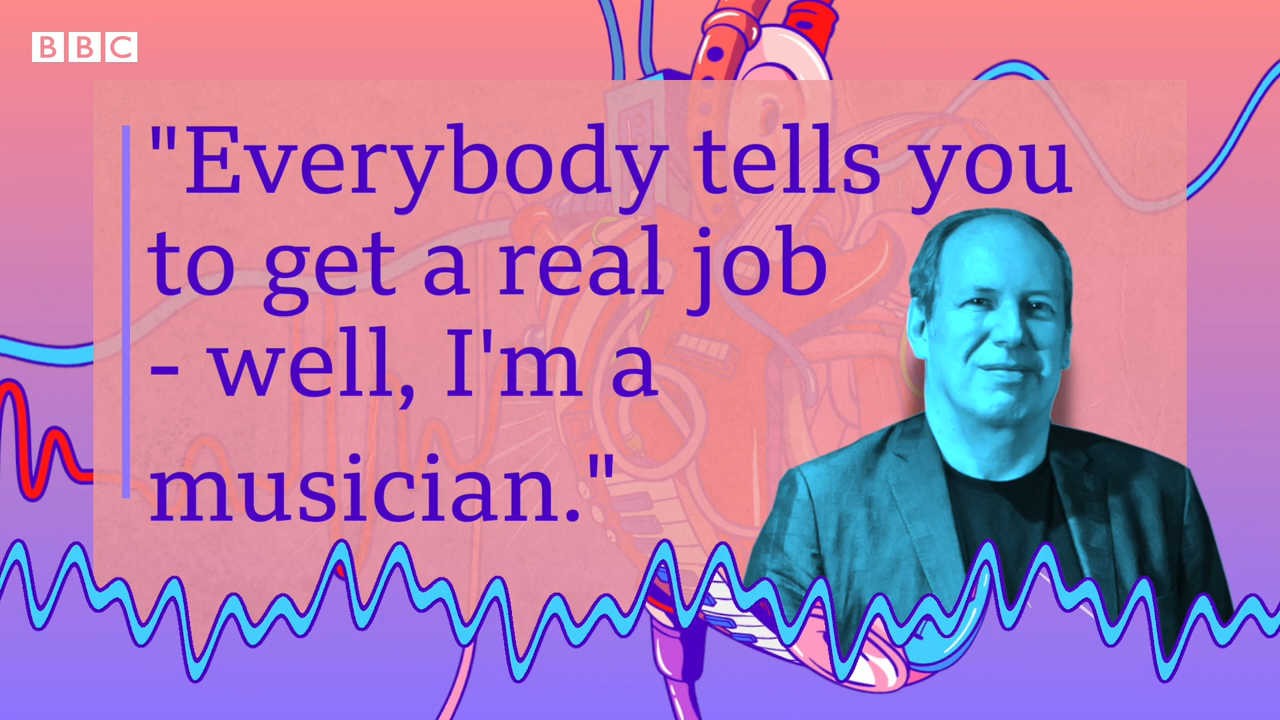 BBC
"Everybody tells you
to get a real job
- well, I'm a
musician."